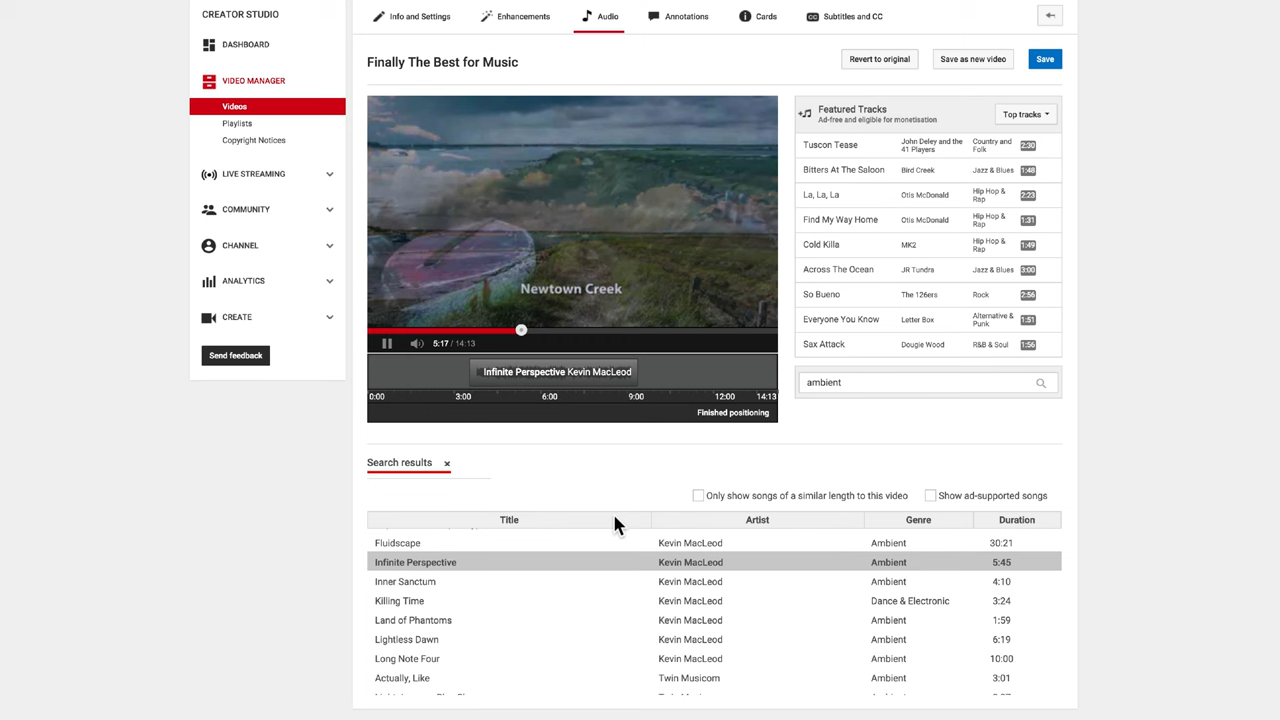 CREATOR STUDIO
DASHBOARD
VIDEO MANAGER
Videos
Playlists
Copyright Notices
LIVE STREAMING
COMMUNITY
CHANNEL
ANALYTICS
CREATE
Send feedback
Info and Settings
Enhancements
Audio
Annotations
Cards
CC Subtitles and CC
Finally The Best for Music
Revert to original
Save as new video
Save
Newtown Creek
5:17 / 14:13
Infinite Perspective Kevin MacLeod
0:00 3:00 6:00 9:00 12:00 14:13
Finished positioning
Featured Tracks
Ad-free and eligible for monetisation
Top tracks
Tuscon Tease John Deley and the 41 Players Country and Folk 2:30
Bitters At The Saloon Bird Creek Jazz & Blues 1:48
La, La, La Otis McDonald Hip Hop & Rap 2:23
Find My Way Home Otis McDonald Hip Hop & Rap 1:31
Cold Killa MK2 Hip Hop & Rap 1:49
Across The Ocean JR Tundra Jazz & Blues 3:00
So Bueno The 126ers Rock 2:56
Everyone You Know Letter Box Alternative & Punk 1:51
Sax Attack Dougie Wood R&B & Soul 1:56
ambient
Search results ×
Only show songs of a similar length to this video
Show ad-supported songs
Title Artist Genre Duration
Fluidscape Kevin MacLeod Ambient 30:21
Infinite Perspective Kevin MacLeod Ambient 5:45
Inner Sanctum Kevin MacLeod Ambient 4:10
Killing Time Kevin MacLeod Dance & Electronic 3:24
Land of Phantoms Kevin MacLeod Ambient 1:59
Lightless Dawn Kevin MacLeod Ambient 6:19
Long Note Four Kevin MacLeod Ambient 10:00
Actually, Like Twin Musicom Ambient 3:01